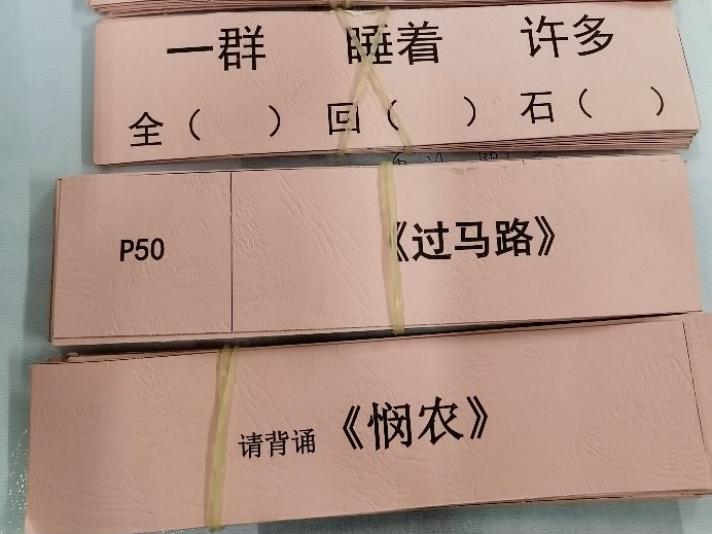 一群 睡着 许多
全（ ） 回（ ） 石（ ）
P50 《过马路》
请背诵《悯农》